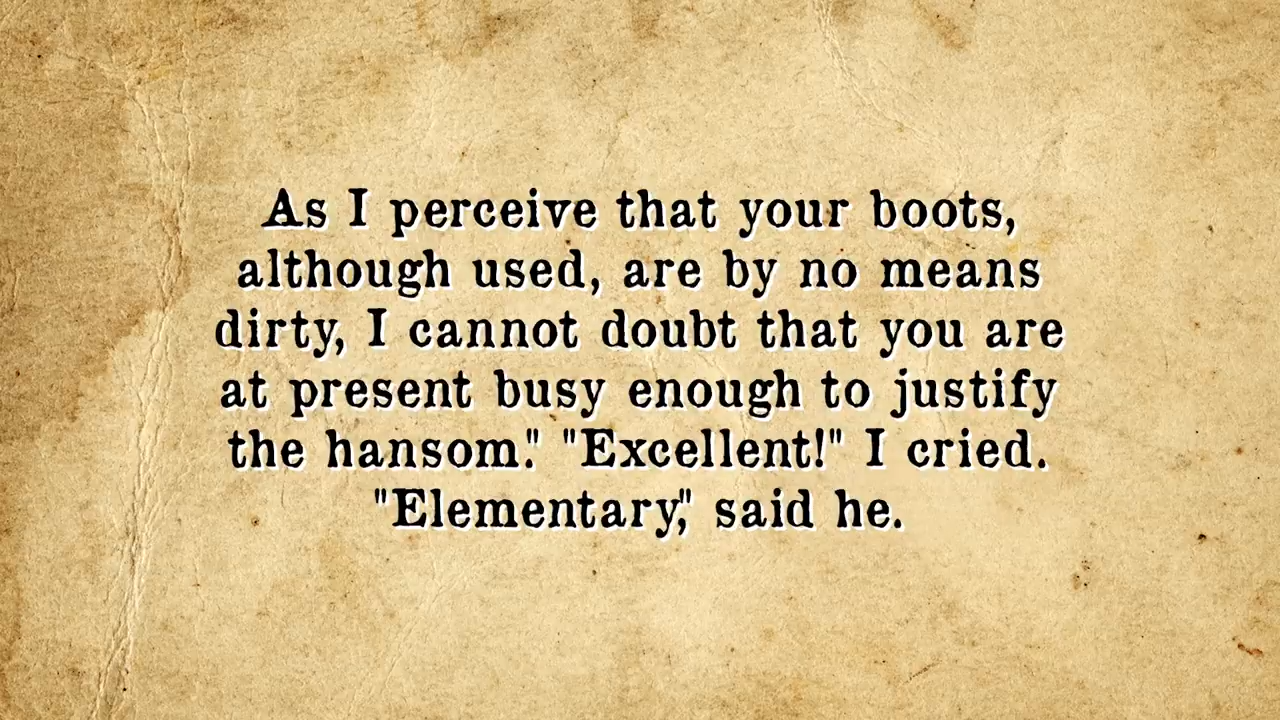 As I perceive that your boots,
although used, are by no means
dirty, I cannot doubt that you are
at present busy enough to justify
the hansom." "Excellent!" I cried.
"Elementary," said he.